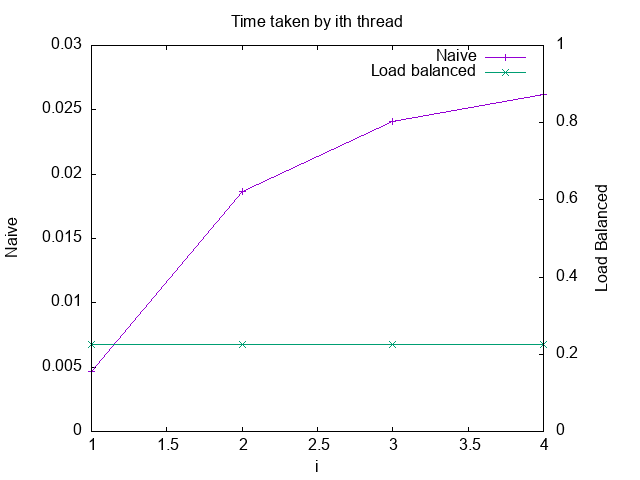 Time taken by ith thread
0.03
0.025
0.02
0.015
0.01
0.005
0
Naive
Naive
Load balanced
1
0.8
0.6
0.4
0.2
0
Load Balanced
1 1.5 2 2.5 3 3.5 4
i